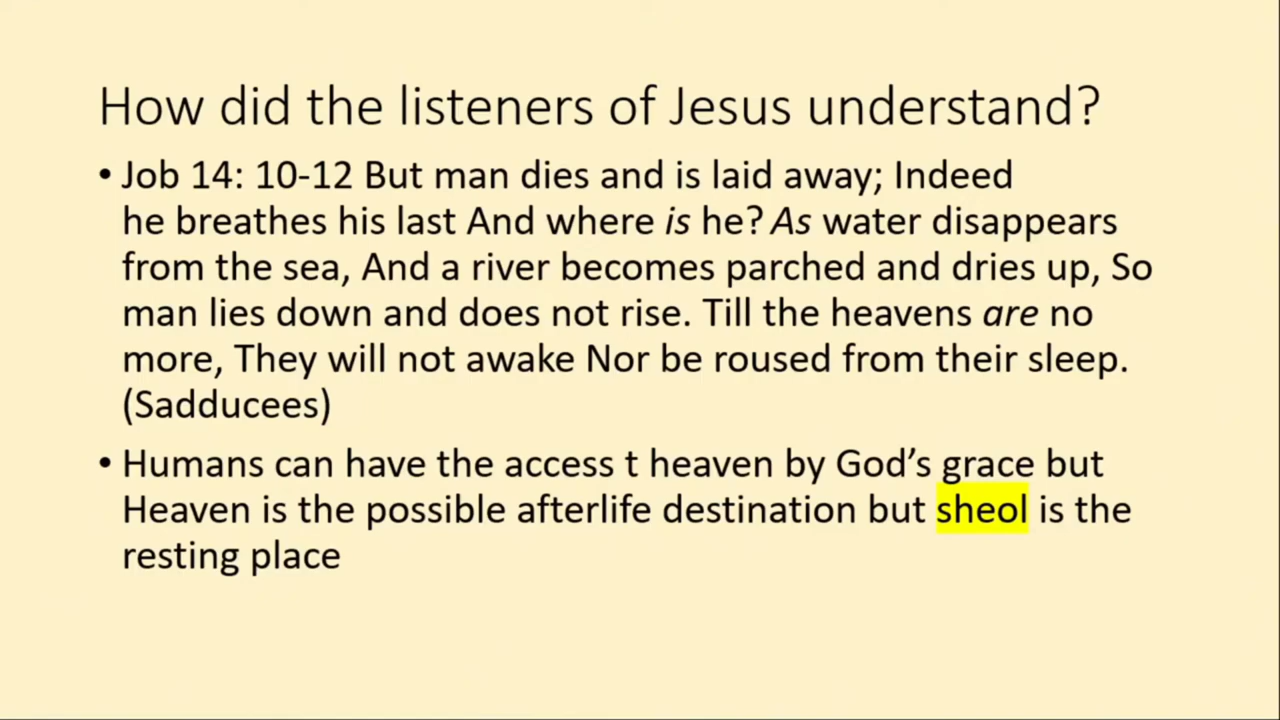 How did the listeners of Jesus understand?
• Job 14: 10-12 But man dies and is laid away; Indeed
he breathes his last And where is he? As water disappears
from the sea, And a river becomes parched and dries up, So
man lies down and does not rise. Till the heavens are no
more, They will not awake Nor be roused from their sleep.
(Sadducees)
• Humans can have the access t heaven by God’s grace but
Heaven is the possible afterlife destination but sheol is the
resting place